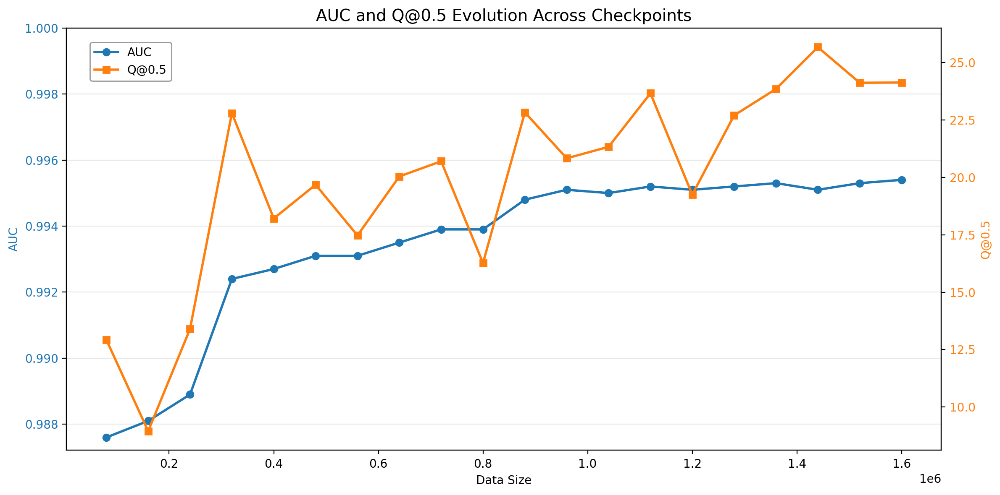 AUC and Q@0.5 Evolution Across Checkpoints
AUC
Q@0.5
1.000
0.998
0.996
0.994
0.992
0.990
0.988
AUC
25.0
22.5
20.0
17.5
15.0
12.5
10.0
Q@0.5
0.2 0.4 0.6 0.8 1.0 1.2 1.4 1.6
1e6
Data Size